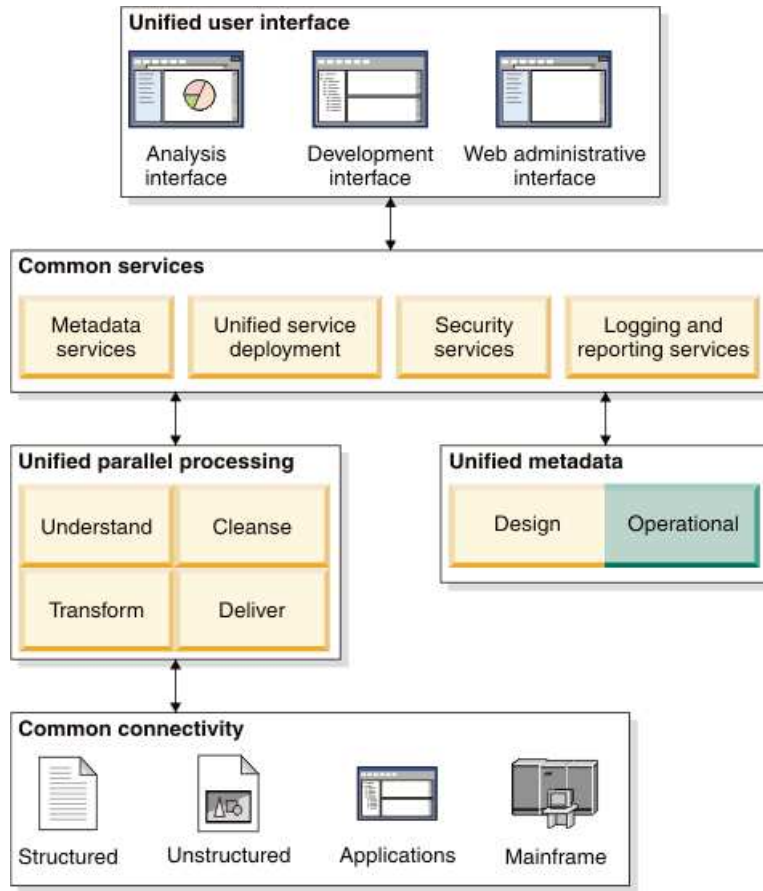 Unified user interface
Analysis
interface
Development
interface
Web administrative
interface
Common services
Metadata
services
Unified service
deployment
Security
services
Logging and
reporting services
Unified parallel processing
Understand
Cleanse
Transform
Deliver
Unified metadata
Design
Operational
Common connectivity
Structured
Unstructured
Applications
Mainframe